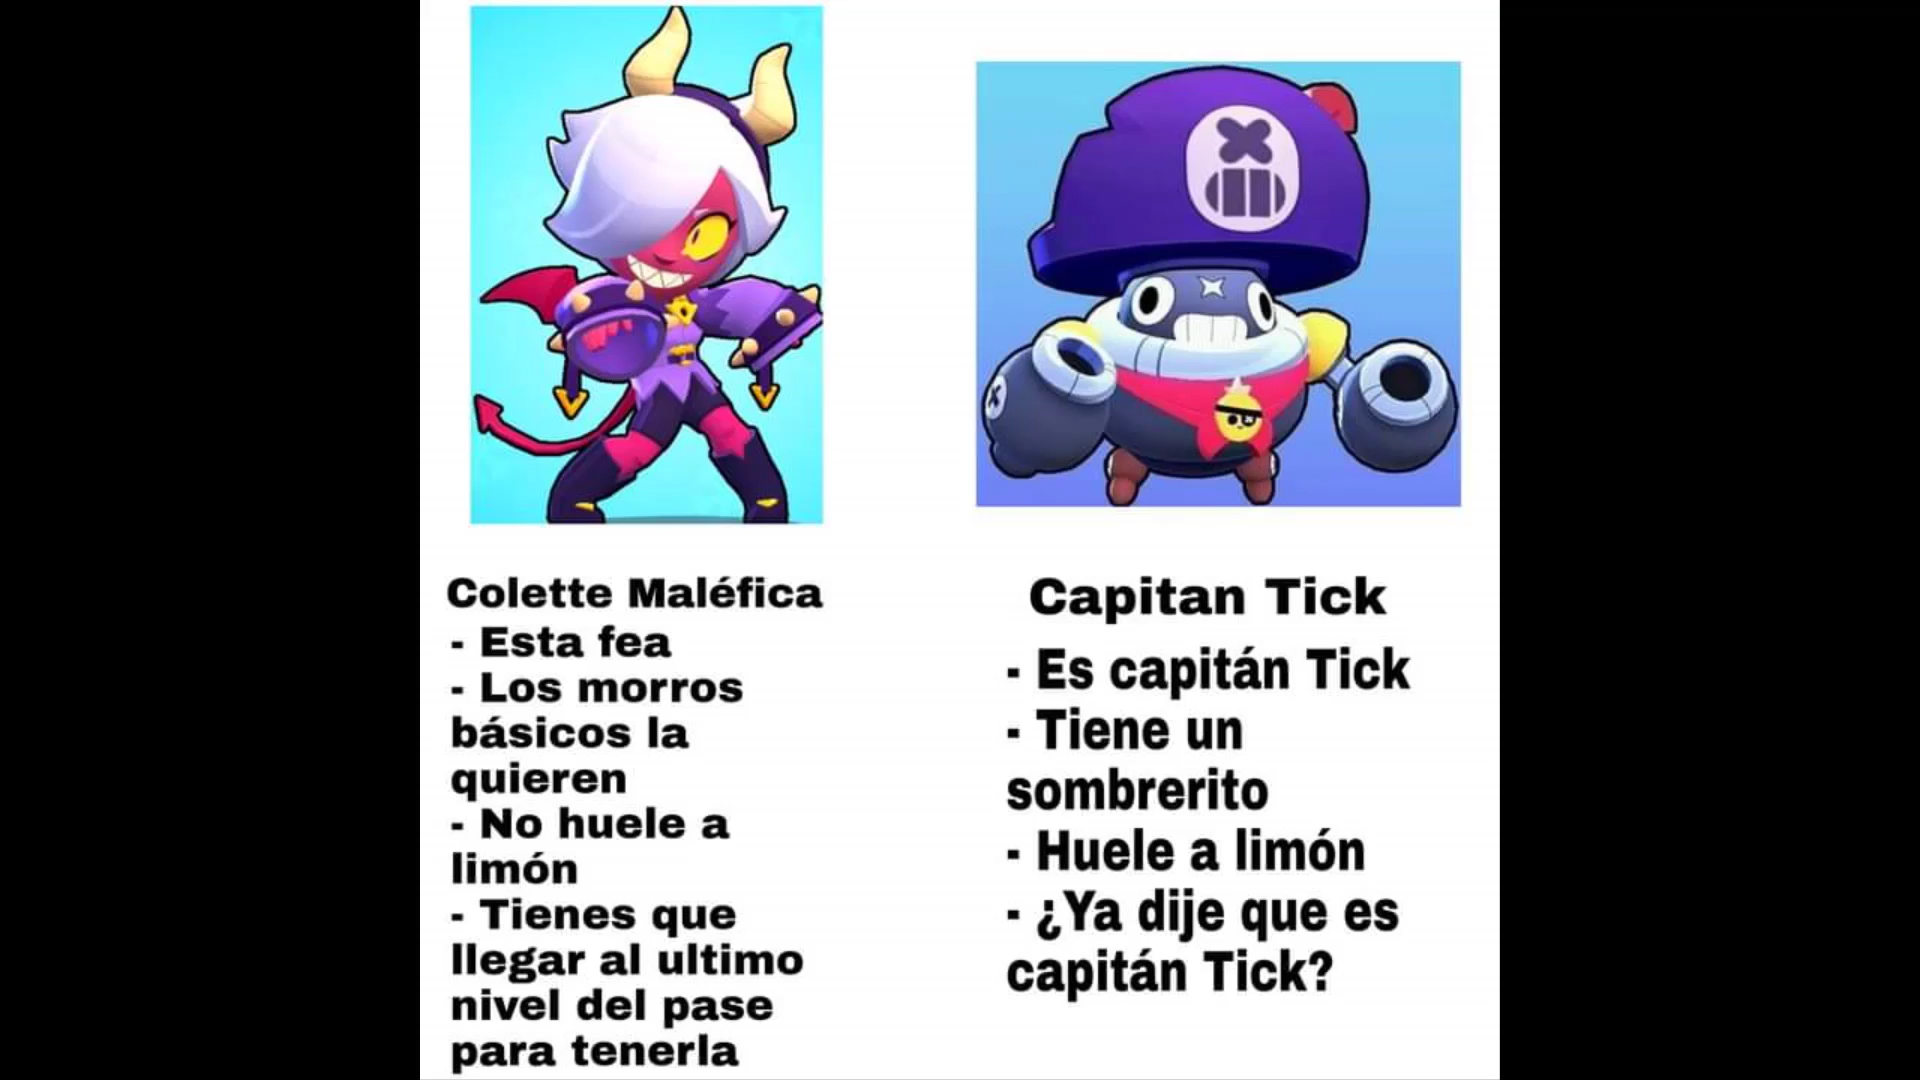 Colette Maléfica
- Esta fea
- Los morros
básicos la
quieren
- No huele a
limón
- Tienes que
llegar al ultimo
nivel del pase
para tenerla
Capitan Tick
- Es capitán Tick
- Tiene un
sombrerito
- Huele a limón
- ¿Ya dije que es
capitán Tick?